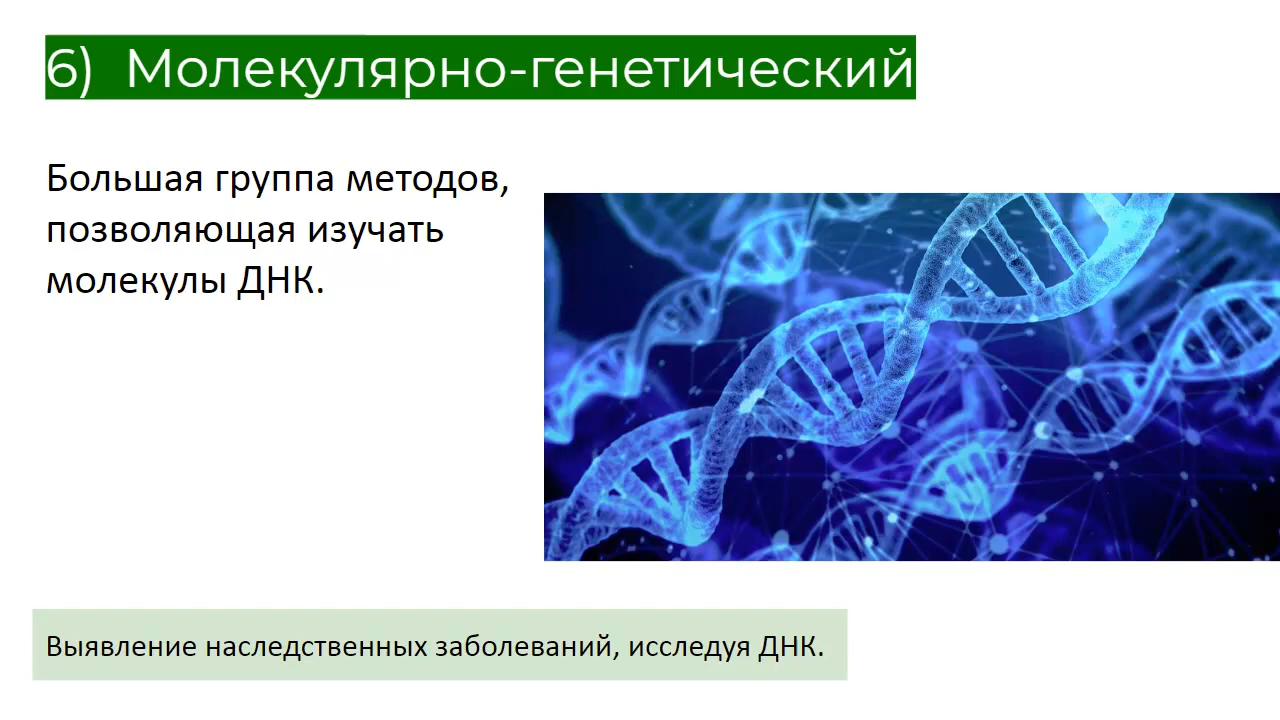 6) Молекулярно-генетический
Большая группа методов,
позволяющая изучать
молекулы ДНК.
Выявление наследственных заболеваний, исследуя ДНК.